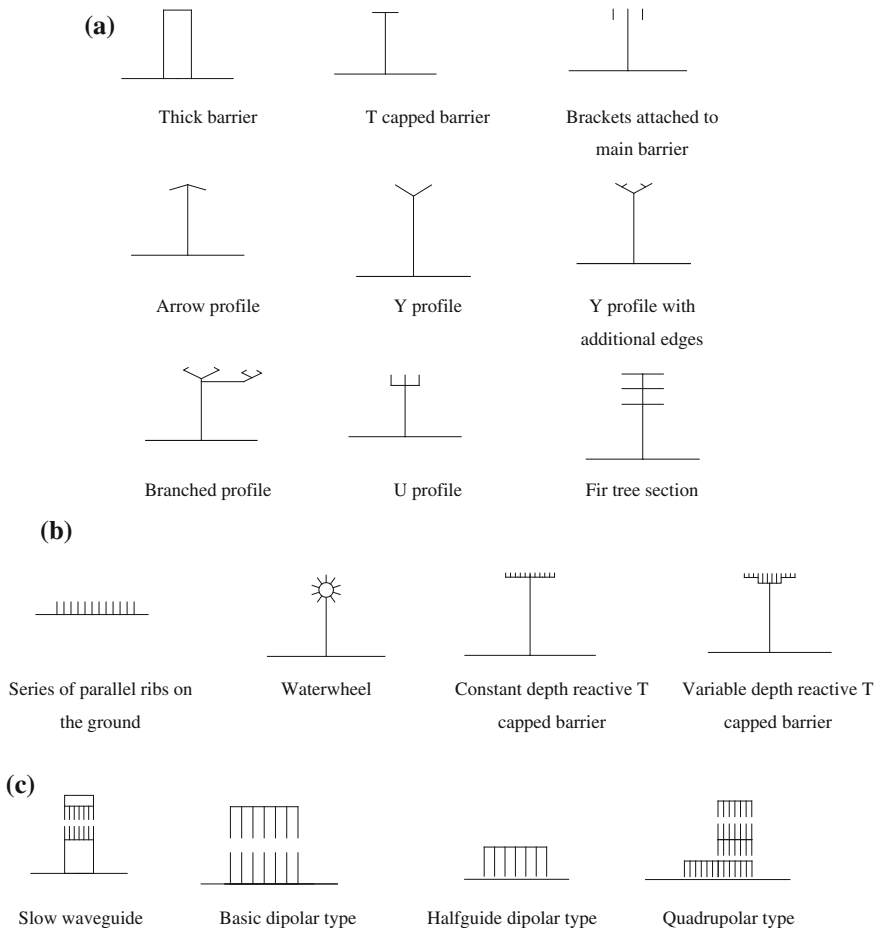 (a)
Thick barrier
T capped barrier
Brackets attached to
main barrier
Arrow profile
Y profile
Y profile with
additional edges
Branched profile
U profile
Fir tree section
(b)
Series of parallel ribs on
the ground
Waterwheel
Constant depth reactive T
capped barrier
Variable depth reactive T
capped barrier
(c)
Slow waveguide
Basic dipolar type
Halfguide dipolar type
Quadrupolar type